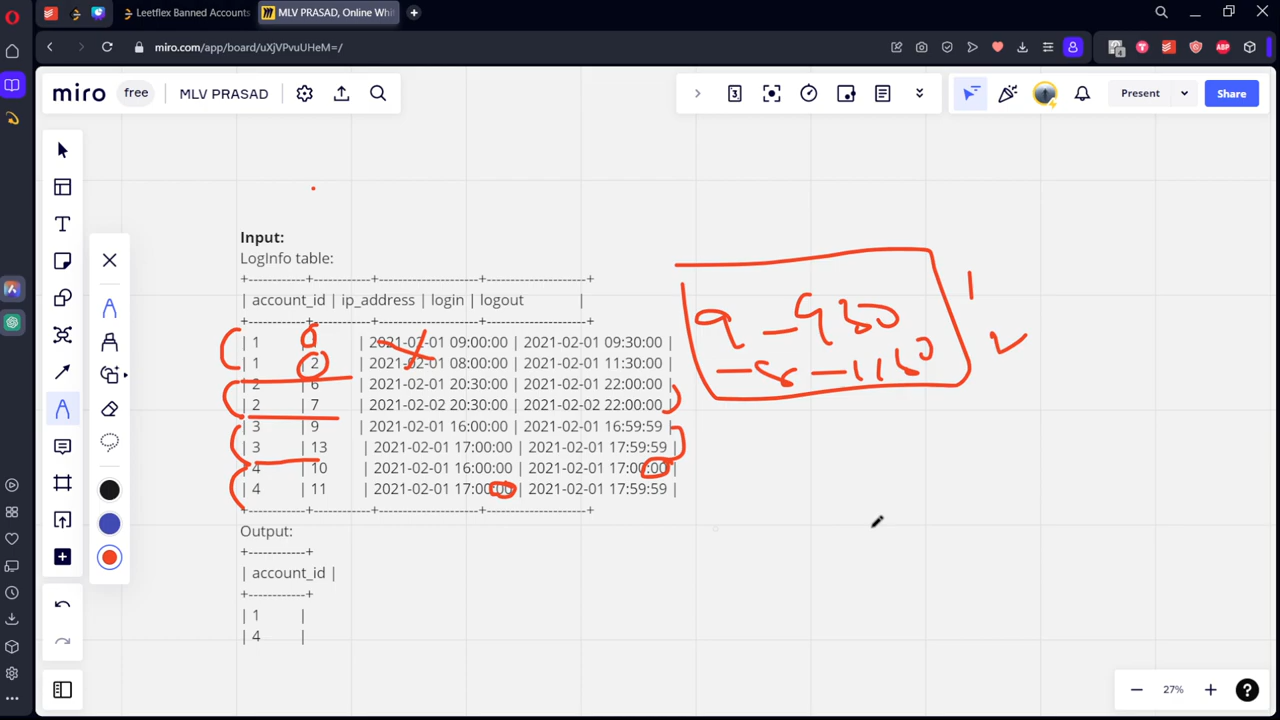 Leetflex Banned Accounts
MLV PRASAD, Online Whi
miro.com/app/board/uXjVPvuUHeM=/
ABP
miro free MLV PRASAD
3
Present
Share
Input:
LogInfo table:
+------------+------------+---------------------+---------------------+
| account_id | ip_address | login | logout |
+------------+------------+---------------------+---------------------+
| 1 | 2021-02-01 09:00:00 | 2021-02-01 09:30:00 |
| 1 | 2 | 2021-02-01 08:00:00 | 2021-02-01 11:30:00 |
| 2 | 6 | 2021-02-01 20:30:00 | 2021-02-01 22:00:00 |
| 2 | 7 | 2021-02-02 20:30:00 | 2021-02-02 22:00:00 |
| 3 | 9 | 2021-02-01 16:00:00 | 2021-02-01 16:59:59 |
| 3 | 13 | 2021-02-01 17:00:00 | 2021-02-01 17:59:59 |
| 4 | 10 | 2021-02-01 16:00:00 | 2021-02-01 17:00:00 |
| 4 | 11 | 2021-02-01 17:00:00 | 2021-02-01 17:59:59 |
+------------+------------+---------------------+---------------------+
Output:
+------------+
| account_id |
+------------+
| 1 |
| 4 |
9 - 930
1
2
27%